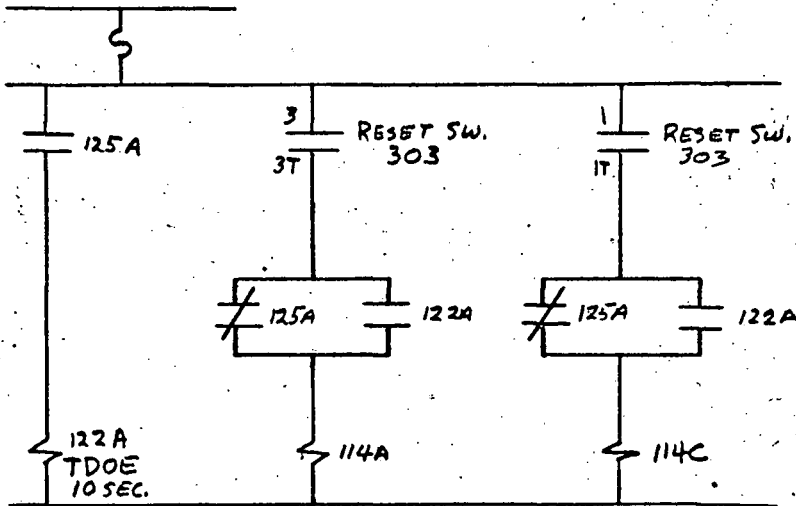 125A
3
RESET SW.
303
3T
1
RESET SW.
303
1T
125A
122A
125A
122A
122A
TDOE
10 SEC.
114A
114C